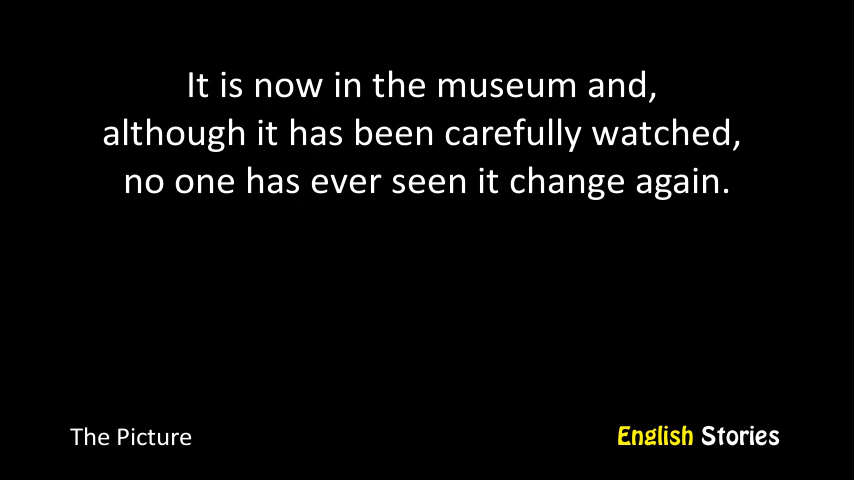 It is now in the museum and,
although it has been carefully watched,
no one has ever seen it change again.
The Picture
English Stories